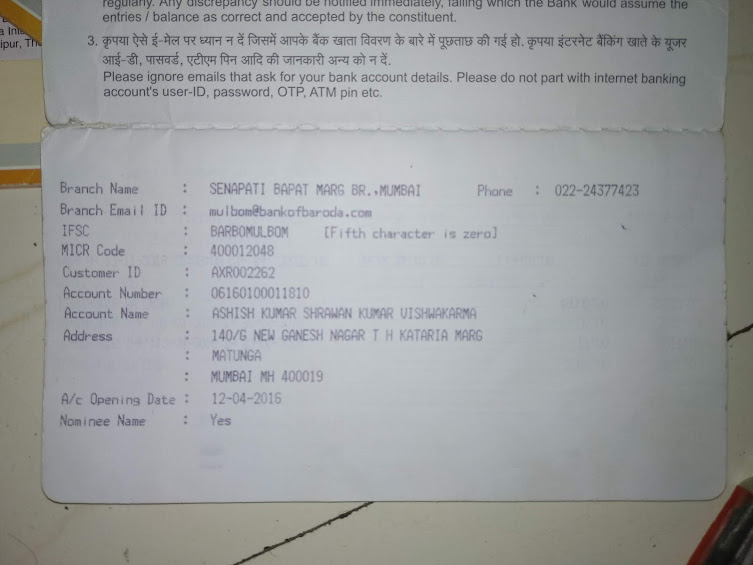 regularly. Any discrepancy should be notified immediately, failing which the Bank would assume the
entries / balance as correct and accepted by the constituent.
3. कृपया ऐसे ई-मेल पर ध्यान न दें जिसमें आपके बैंक खाता विवरण के बारे में पूछताछ की गई हो. कृपया इंटरनेट बैंकिंग खाते के यूजर
आई-डी, पासवर्ड, एटीएम पिन आदि की जानकारी अन्य को न दें.
Please ignore emails that ask for your bank account details. Please do not part with internet banking
account's user-ID, password, OTP, ATM pin etc.
Branch Name : SENAPATI BAPAT MARG BR.,MUMBAI Phone : 022-24377423
Branch Email ID : mulbom@bankofbaroda.com
IFSC : BARB0MULBOM [Fifth character is zero]
MICR Code : 400012048
Customer ID : AXR002262
Account Number : 06160100011810
Account Name : ASHISH KUMAR SHRAWAN KUMAR VISHWAKARMA
Address : 140/G NEW GANESH NAGAR T H KATARIA MARG
: MATUNGA
: MUMBAI MH 400019
A/c Opening Date : 12-04-2016
Nominee Name : Yes